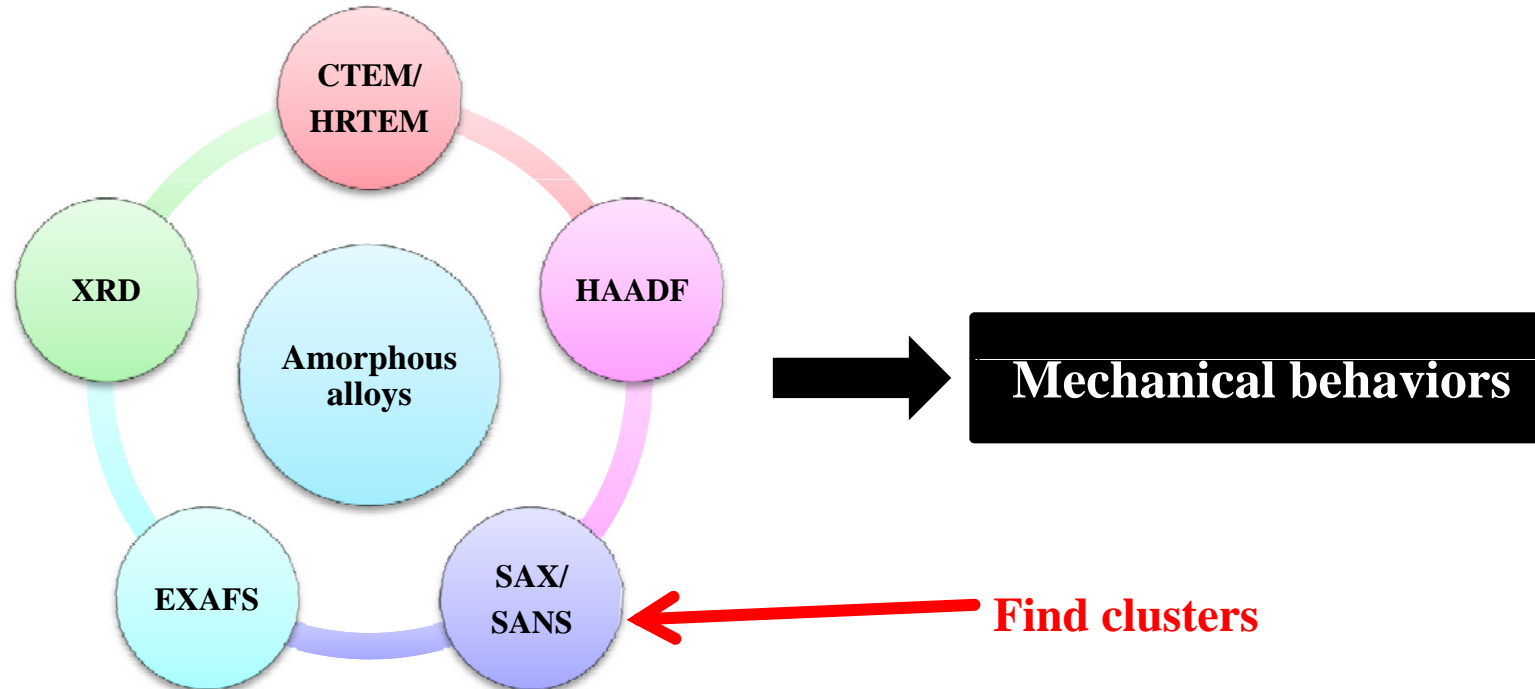 CTEM/
HRTEM
XRD
HAADF
Amorphous
alloys
Mechanical behaviors
EXAFS
SAX/
SANS
Find clusters